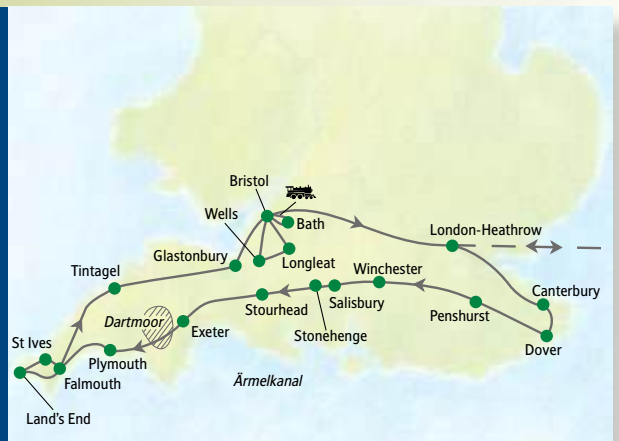 Bristol
Wells
Bath
London-Heathrow
Glastonbury
Longleat
Tintagel
Winchester
Canterbury
Dartmoor
Stourhead
Salisbury
Penshurst
Exeter
Stonehenge
St Ives
Plymouth
Dover
Falmouth
Ärmelkanal
Land's End